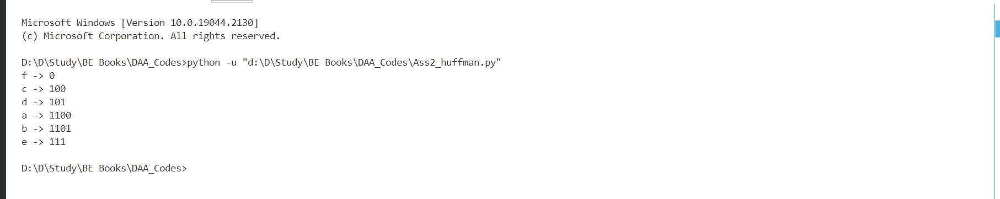 Microsoft Windows [Version 10.0.19044.2130]
(c) Microsoft Corporation. All rights reserved.
D:\D\Study\BE Books\DAA_Codes>python -u "d:\D\Study\BE Books\DAA_Codes\Ass2_huffman.py"
f -> 0
c -> 100
d -> 101
a -> 1100
b -> 1101
e -> 111
D:\D\Study\BE Books\DAA_Codes>